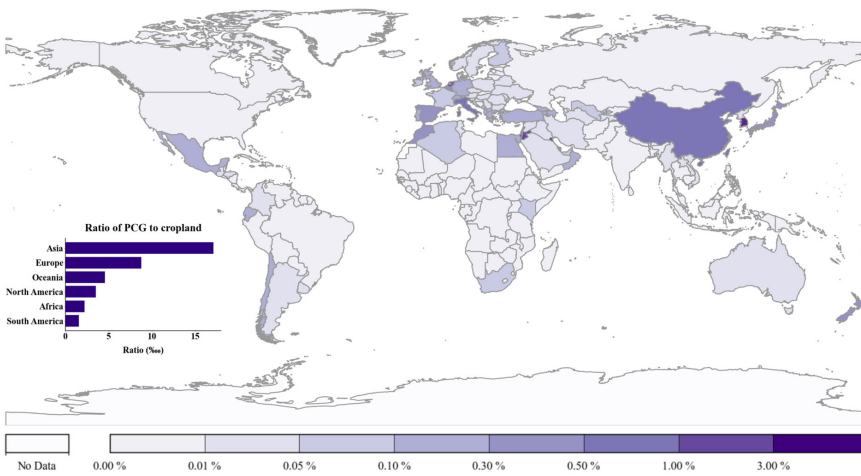 Ratio of PCG to cropland
Asia
Europe
Oceania
North America
Africa
South America
0 5 10 15
Ratio (‱)
No Data 0.00 % 0.01 % 0.05 % 0.10 % 0.30 % 0.50 % 1.00 % 3.00 %